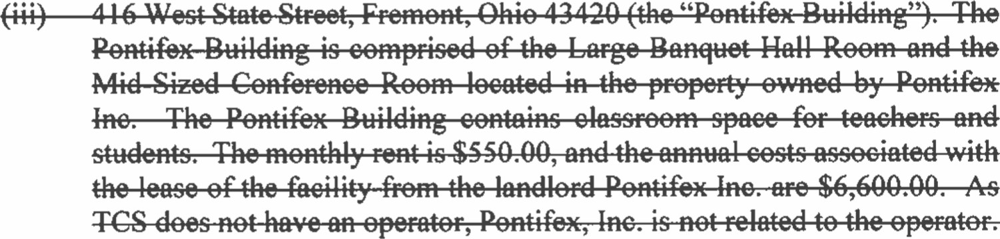 (iii) 416 West State Street, Fremont, Ohio 43420 (the “Pontifex Building”). The
Pontifex Building is comprised of the Large Banquet Hall Room and the
Mid-Sized Conference Room located in the property owned by Pontifex
Inc. The Pontifex Building contains classroom space for teachers and
students. The monthly rent is $550.00, and the annual costs associated with
the lease of the facility from the landlord Pontifex Inc. are $6,600.00. As
TCS does not have an operator, Pontifex, Inc. is not related to the operator.